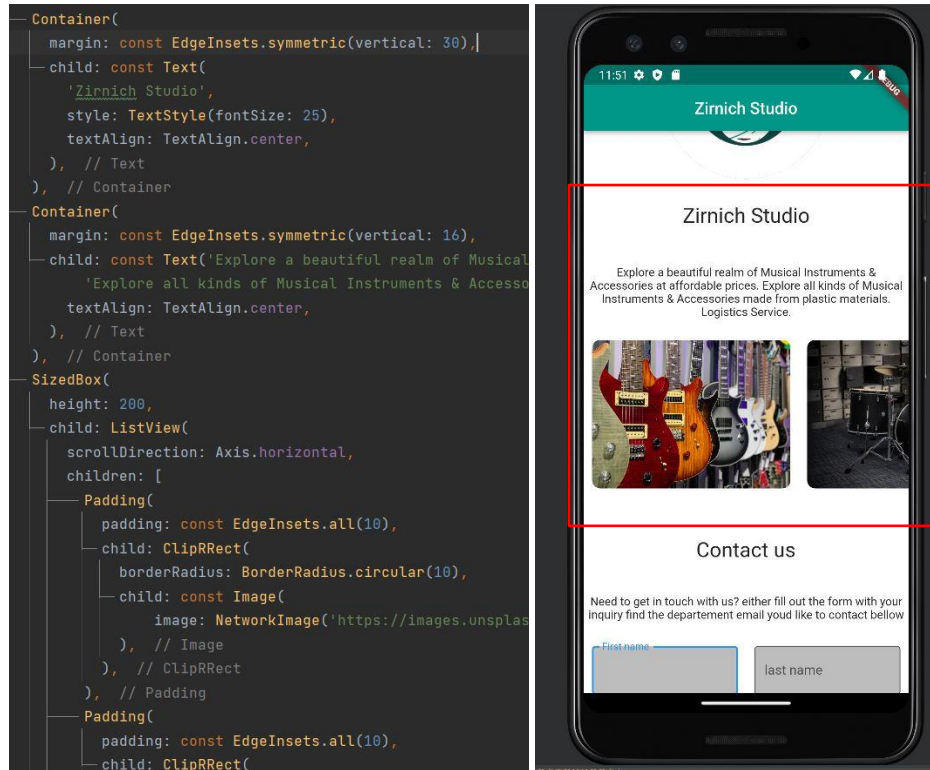 Container(
margin: const EdgeInsets.symmetric(vertical: 30),
child: const Text(
'Zirnich Studio',
style: TextStyle(fontSize: 25),
textAlign: TextAlign.center,
), // Text
), // Container
Container(
margin: const EdgeInsets.symmetric(vertical: 16),
child: const Text('Explore a beautiful realm of Musical
'Explore all kinds of Musical Instruments & Accesso
textAlign: TextAlign.center,
), // Text
), // Container
SizedBox(
height: 200,
child: ListView(
scrollDirection: Axis.horizontal,
children: [
Padding(
padding: const EdgeInsets.all(10),
child: ClipRRect(
borderRadius: BorderRadius.circular(10),
child: const Image(
image: NetworkImage('https://images.unsplas
), // Image
), // ClipRRect
), // Padding
Padding(
padding: const EdgeInsets.all(10),
child: ClipRRect(
11:51
DEBUG
Zirnich Studio
Zirnich Studio
Explore a beautiful realm of Musical Instruments &
Accessories at affordable prices. Explore all kinds of Musical
Instruments & Accessories made from plastic materials.
Logistics Service.
Contact us
Need to get in touch with us? either fill out the form with your
inquiry find the departement email youd like to contact bellow
First name
last name